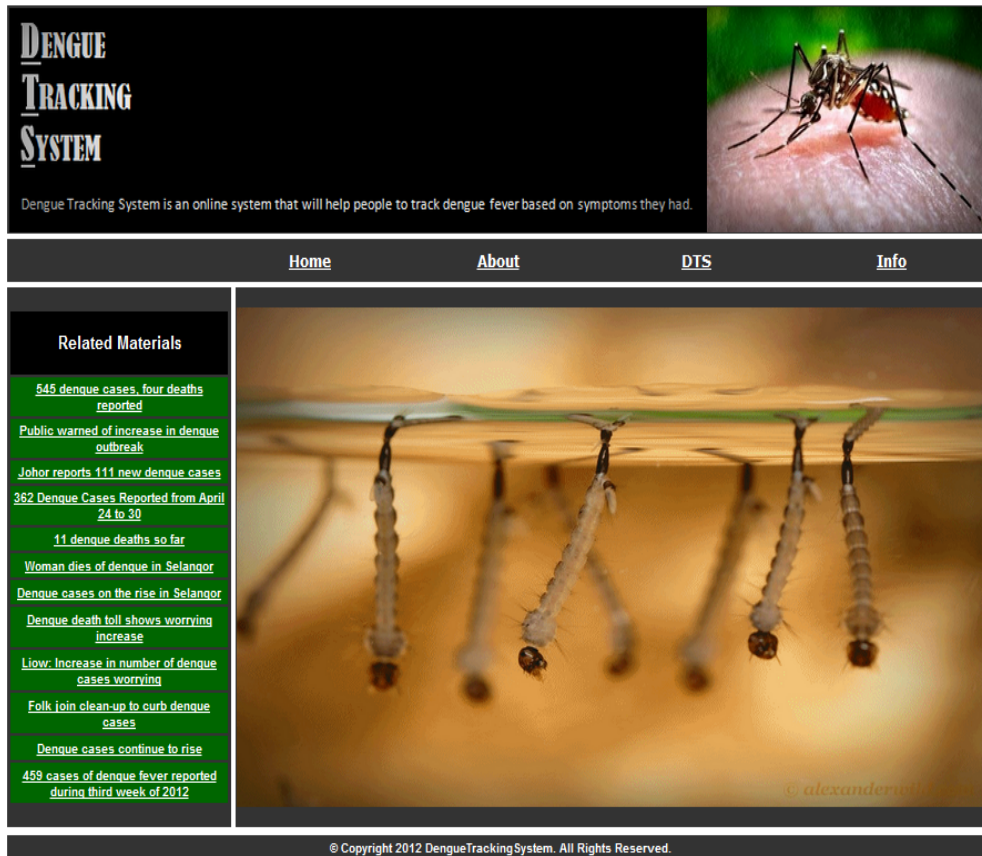 DENGUE
TRACKING
SYSTEM
Dengue Tracking System is an online system that will help people to track dengue fever based on symptoms they had.
Home About DTS Info
Related Materials
545 dengue cases, four deaths
reported
Public warned of increase in dengue
outbreak
Johor reports 111 new dengue cases
362 Dengue Cases Reported from April
24 to 30
11 dengue deaths so far
Woman dies of dengue in Selangor
Dengue cases on the rise in Selangor
Dengue death toll shows worrying
increase
Liow: Increase in number of dengue
cases worrying
Folk join clean-up to curb dengue
cases
Dengue cases continue to rise
459 cases of dengue fever reported
during third week of 2012
©
© Copyright 2012 DengueTrackingSystem. All Rights Reserved.